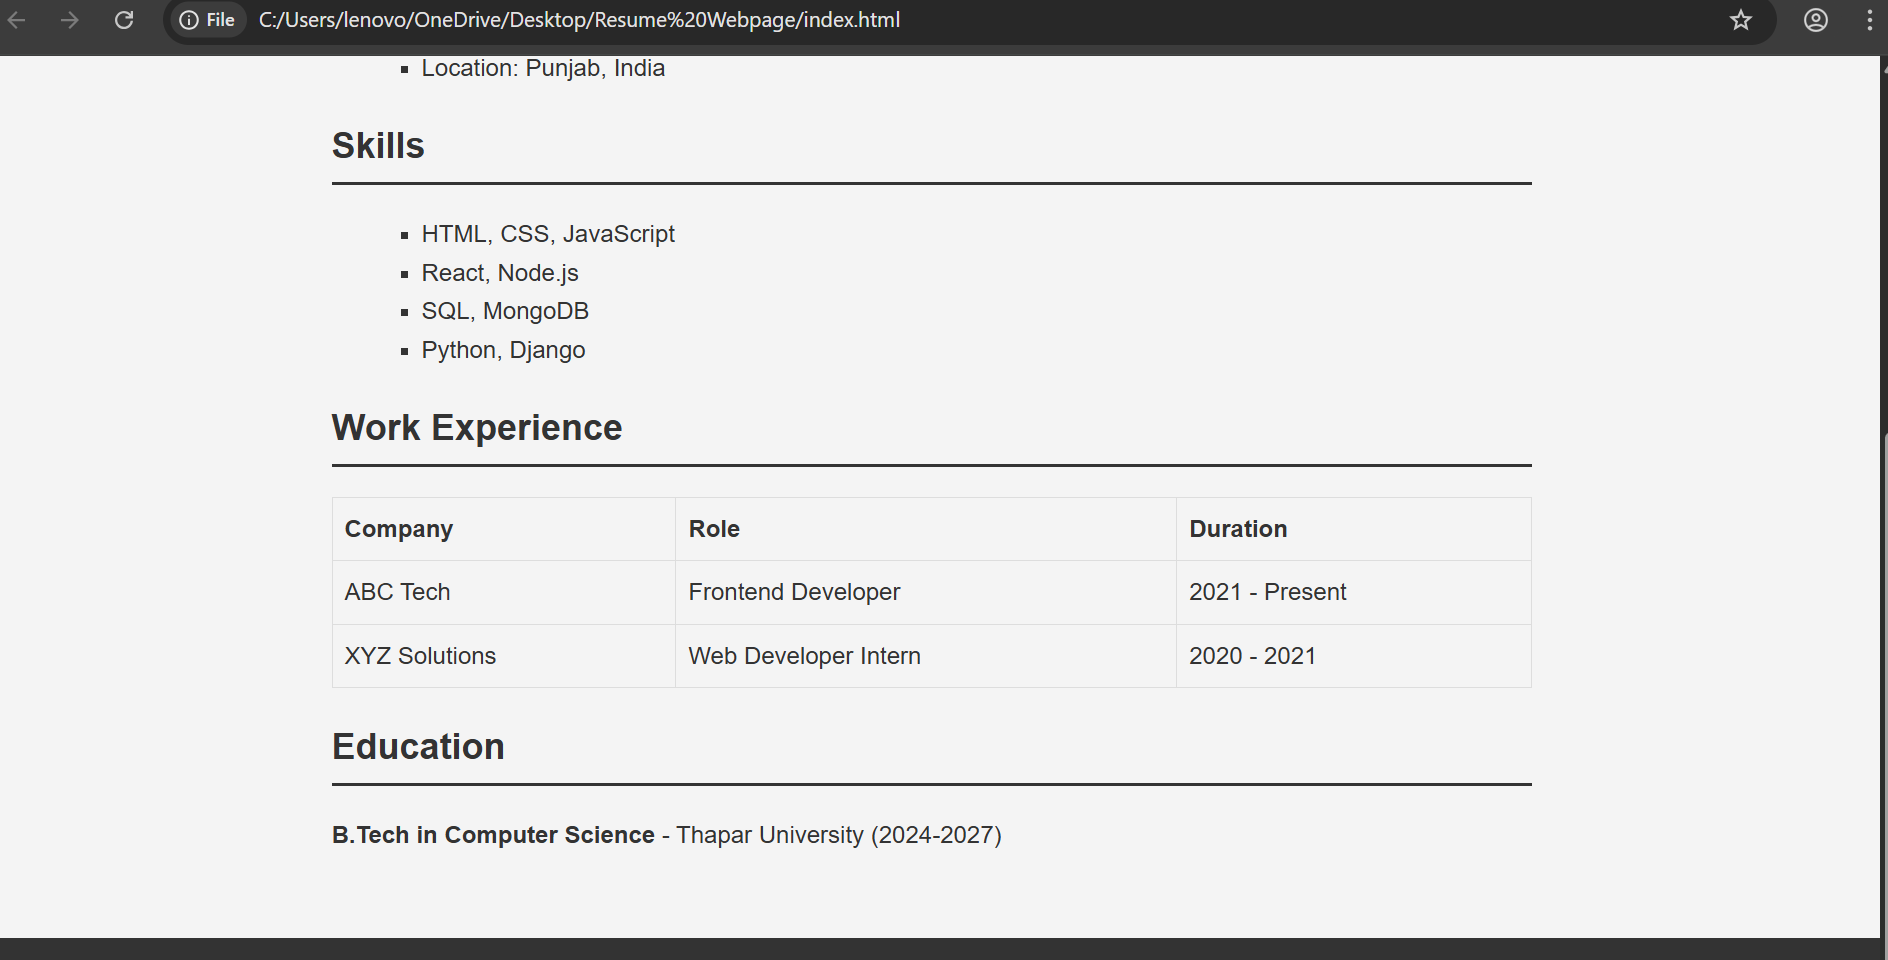 File C:/Users/lenovo/OneDrive/Desktop/Resume%20Webpage/index.html
Location: Punjab, India
Skills
HTML, CSS, JavaScript
React, Node.js
SQL, MongoDB
Python, Django
Work Experience
Company Role Duration
ABC Tech Frontend Developer 2021 - Present
XYZ Solutions Web Developer Intern 2020 - 2021
Education
B.Tech in Computer Science - Thapar University (2024-2027)